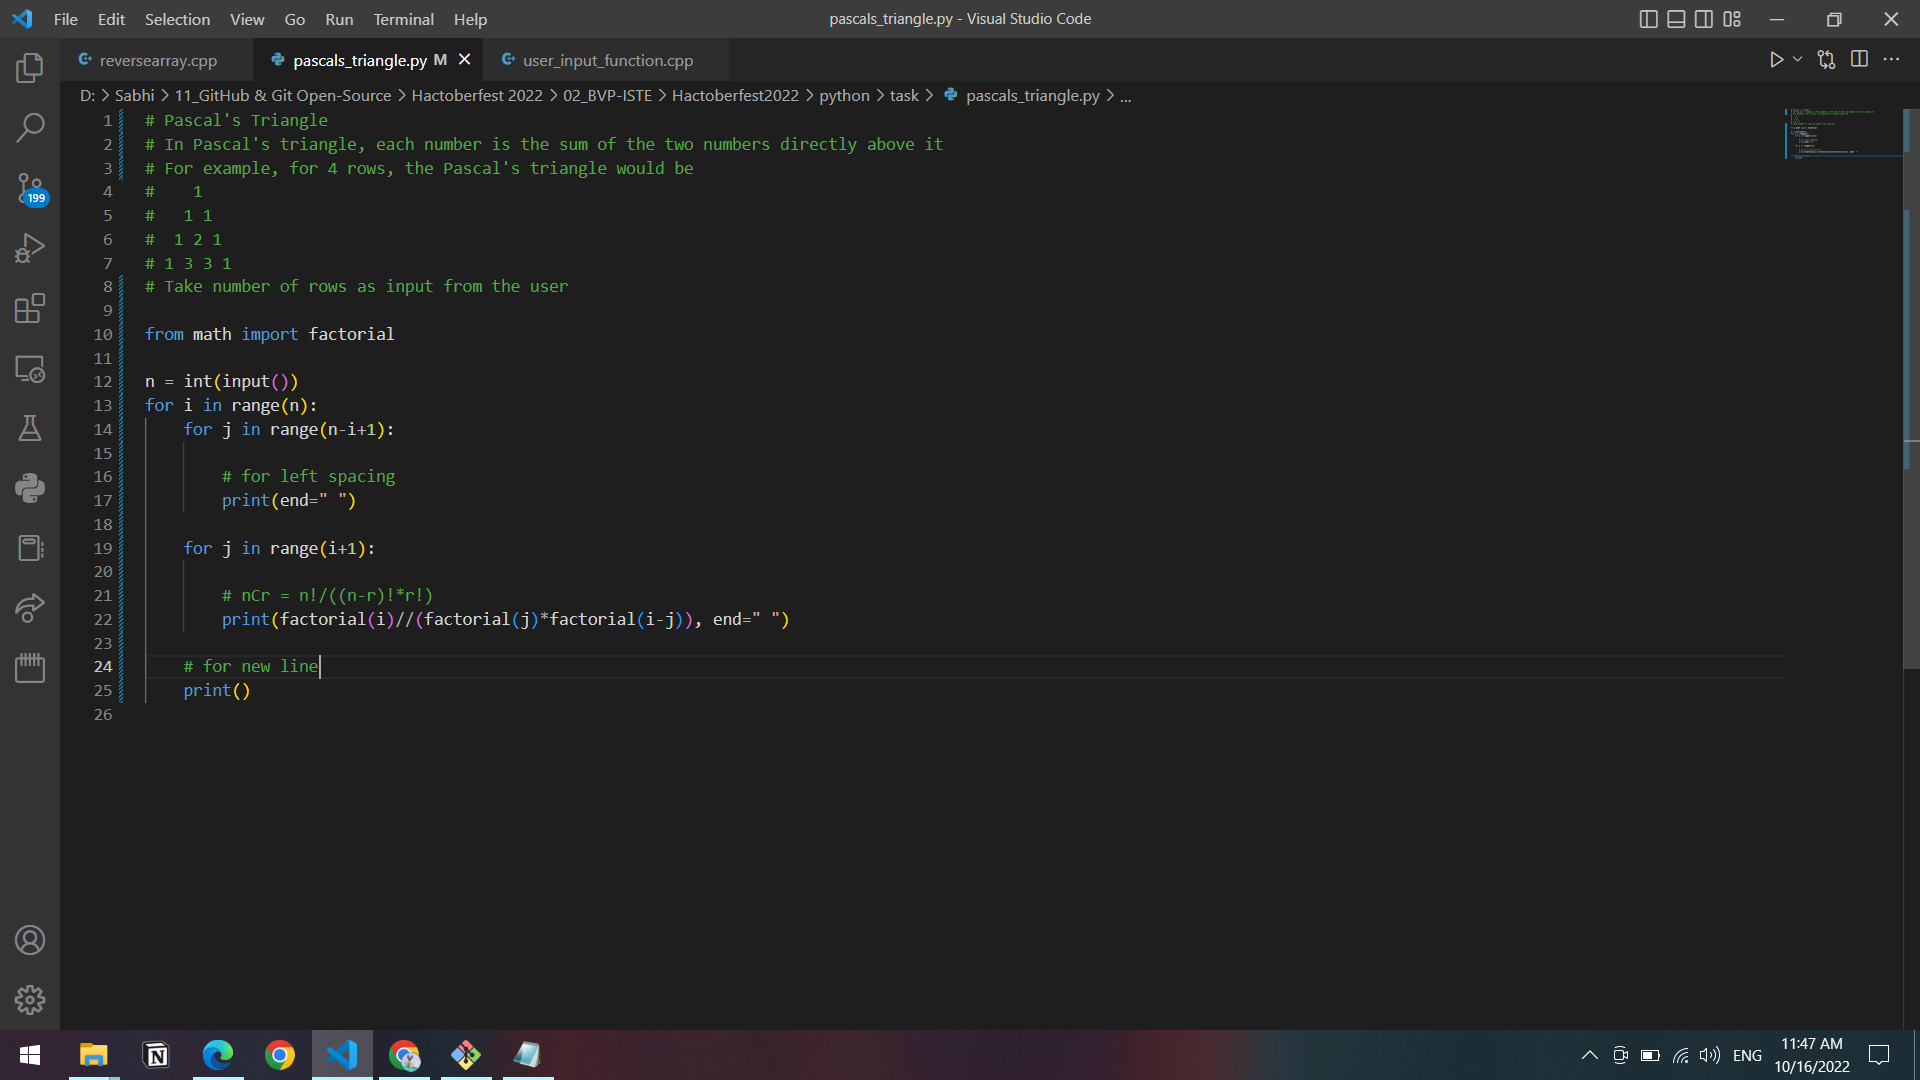 File Edit Selection View Go Run Terminal Help pascals_triangle.py - Visual Studio Code
reversearray.cpp pascals_triangle.py M user_input_function.cpp
D: > Sabhi > 11_GitHub & Git Open-Source > Hactoberfest 2022 > 02_BVP-ISTE > Hactoberfest2022 > python > task > pascals_triangle.py > ...
1 # Pascal's Triangle
2 # In Pascal's triangle, each number is the sum of the two numbers directly above it
3 # For example, for 4 rows, the Pascal's triangle would be
4 #    1
5 #   1 1
6 #  1 2 1
7 # 1 3 3 1
8 # Take number of rows as input from the user
9
10 from math import factorial
11
12 n = int(input())
13 for i in range(n):
14     for j in range(n-i+1):
15
16         # for left spacing
17         print(end=" ")
18
19     for j in range(i+1):
20
21         # nCr = n!/((n-r)!*r!)
22         print(factorial(i)//(factorial(j)*factorial(i-j)), end=" ")
23
24     # for new line
25     print()
26
199
ENG
11:47 AM
10/16/2022